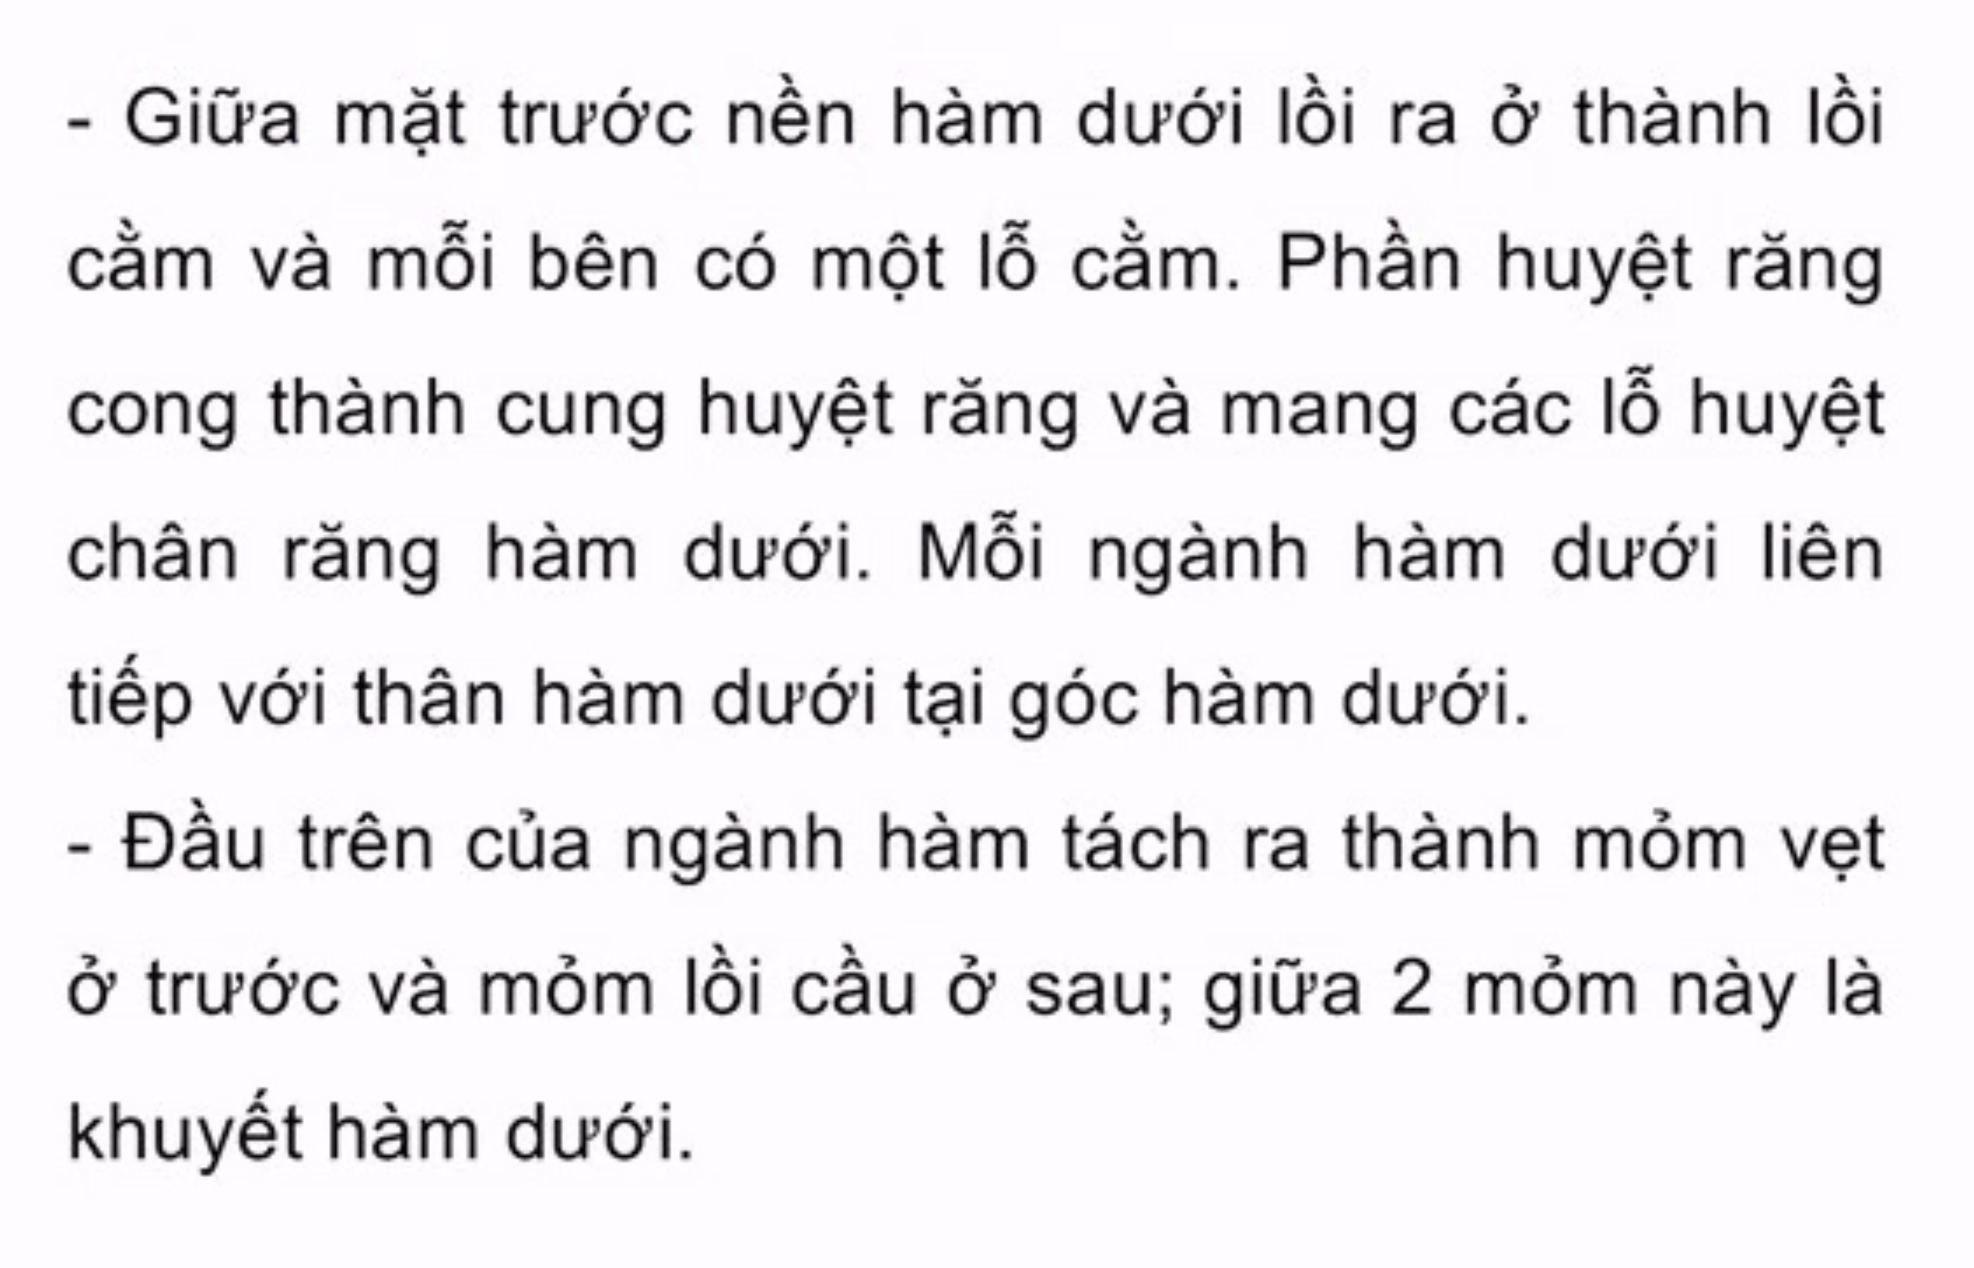 - Giữa mặt trước nền hàm dưới lồi ra ở thành lồi
cằm và mỗi bên có một lỗ cằm. Phần huyệt răng
cong thành cung huyệt răng và mang các lỗ huyệt
chân răng hàm dưới. Mỗi ngành hàm dưới liên
tiếp với thân hàm dưới tại góc hàm dưới.
- Đầu trên của ngành hàm tách ra thành mỏm vẹt
ở trước và mỏm lồi cầu ở sau; giữa 2 mỏm này là
khuyết hàm dưới.